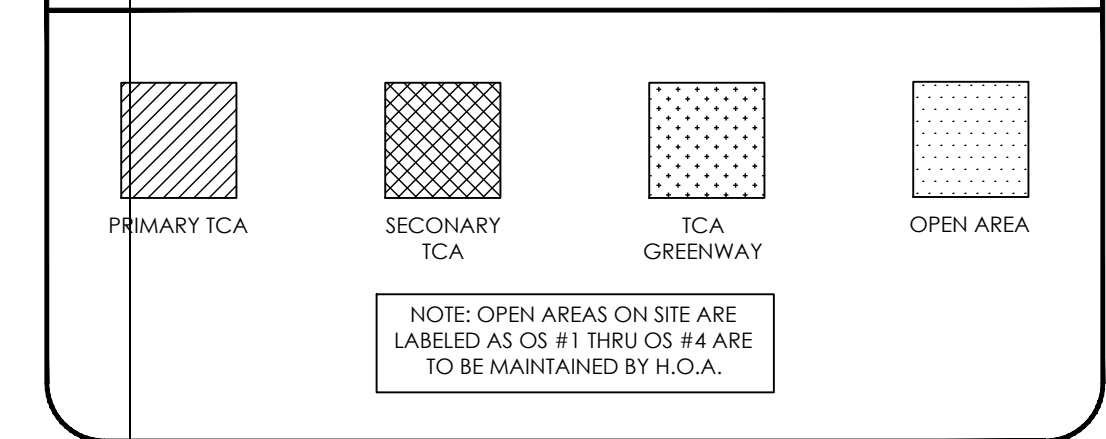 PRIMARY TCA
SECONARY
TCA
TCA
GREENWAY
OPEN AREA
NOTE: OPEN AREAS ON SITE ARE
LABELED AS OS #1 THRU OS #4 ARE
TO BE MAINTAINED BY H.O.A.